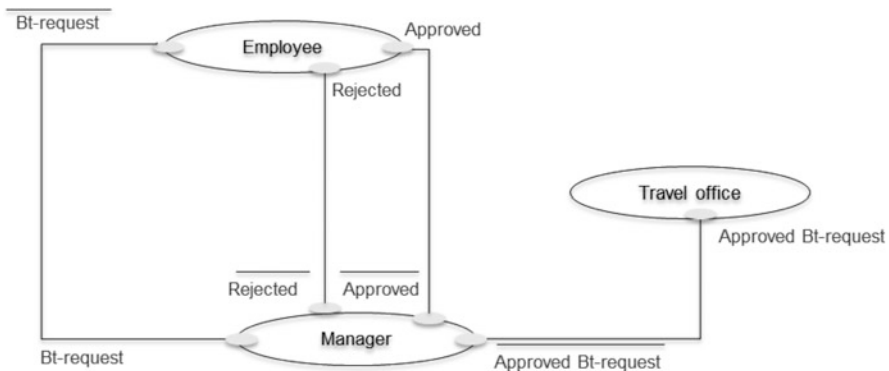 Bt-request
Employee
Approved
Rejected
Travel office
Approved Bt-request
Rejected
Approved
Manager
Bt-request
Approved Bt-request